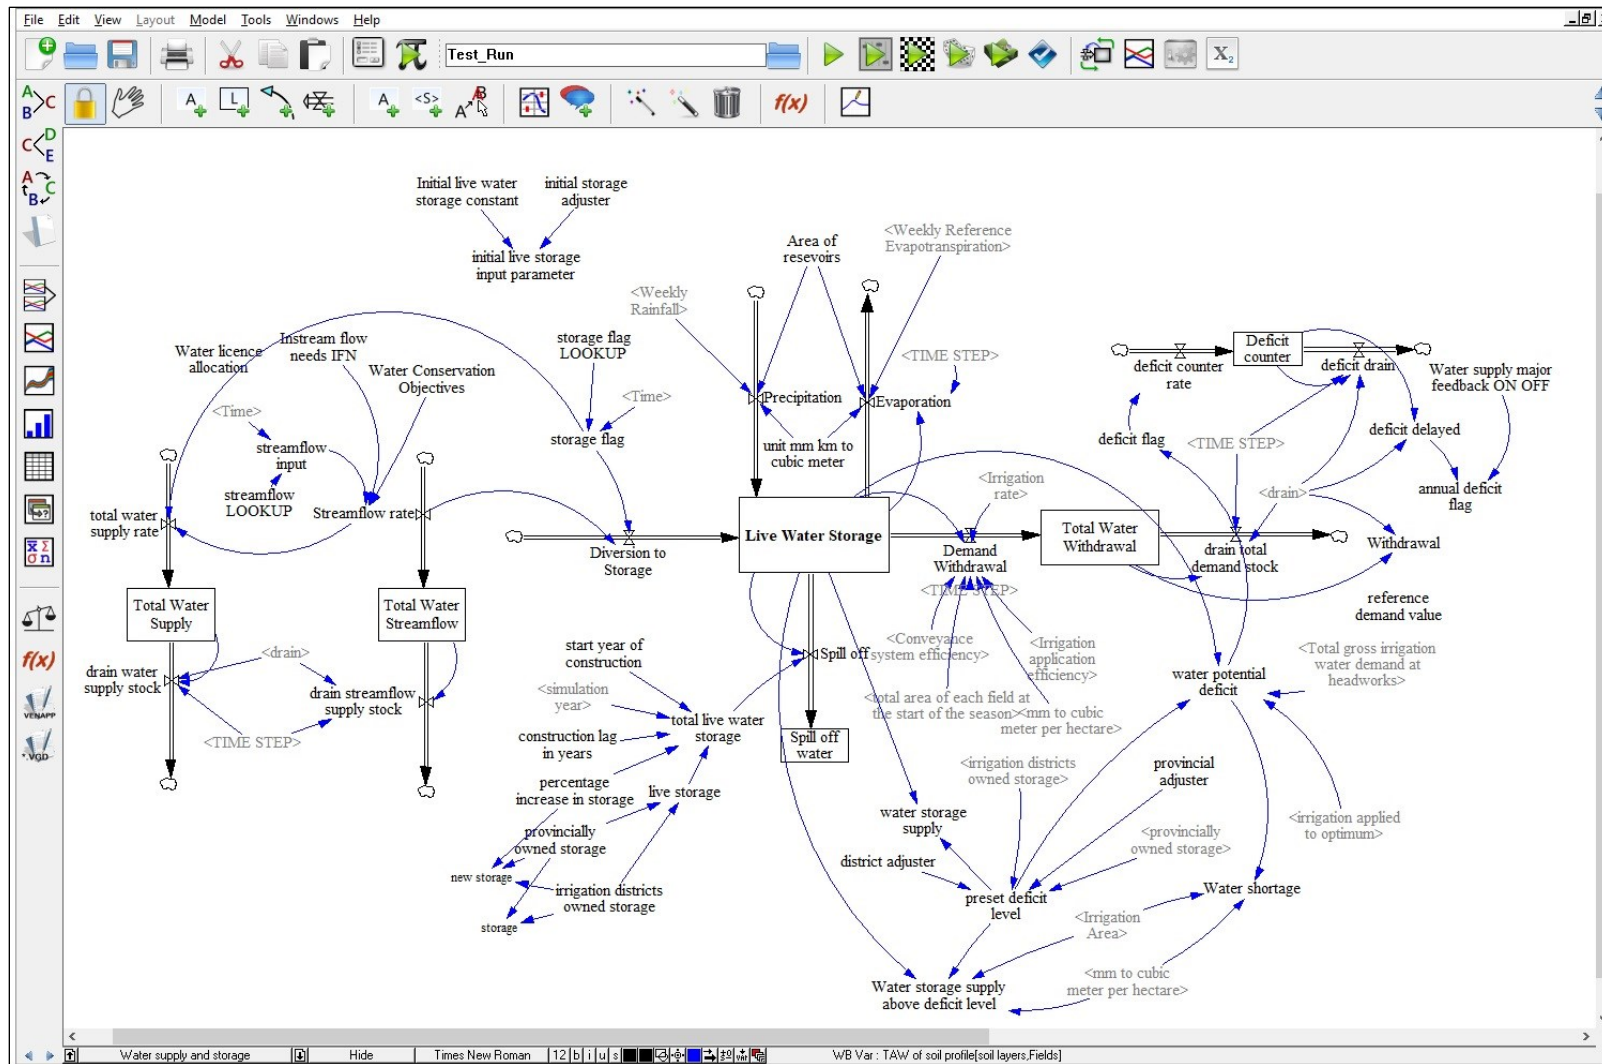 File Edit View Layout Model Tools Windows Help
Test_Run
Initial live water
storage constant
initial storage
adjuster
initial live storage
input parameter
Area of
resevoirs
<Weekly Reference
Evapotranspiration>
<Weekly
Rainfall>
storage flag
LOOKUP
Instream flow
needs IFN
Water licence
allocation
Water Conservation
Objectives
<Time>
<Time>
streamflow
input
streamflow
LOOKUP
storage flag
Precipitation
Evaporation
<TIME STEP>
unit mm km to
cubic meter
Deficit
counter
deficit counter
rate
deficit drain
Water supply major
feedback ON OFF
deficit flag
<TIME STEP>
deficit delayed
<drain>
annual deficit
flag
<Irrigation
rate>
total water
supply rate
Streamflow rate
Diversion to
Storage
Live Water Storage
Demand
Withdrawal
Total Water
Withdrawal
drain total
demand stock
Withdrawal
<TIME STEP>
reference
demand value
Total Water
Supply
Total Water
Streamflow
drain water
supply stock
<drain>
drain streamflow
supply stock
<TIME STEP>
start year of
construction
<simulation
year>
construction lag
in years
percentage
increase in storage
total live water
storage
live storage
provincially
owned storage
new storage
irrigation districts
owned storage
storage
Spill off
Spill off
water
<Conveyance
system efficiency>
<Irrigation
application
efficiency>
<total area of each field at
the start of the season>
<mm to cubic
meter per hectare>
water potential
deficit
<Total gross irrigation
water demand at
headworks>
<irrigation districts
owned storage>
provincial
adjuster
water storage
supply
<provincially
owned storage>
<irrigation applied
to optimum>
district adjuster
preset deficit
level
Water shortage
<Irrigation
Area>
<mm to cubic
meter per hectare>
Water storage supply
above deficit level
VENAPP
*.VGD
Water supply and storage Hide Times New Roman 12 b i u s WB Var : TAW of soil profile[soil layers,Fields]